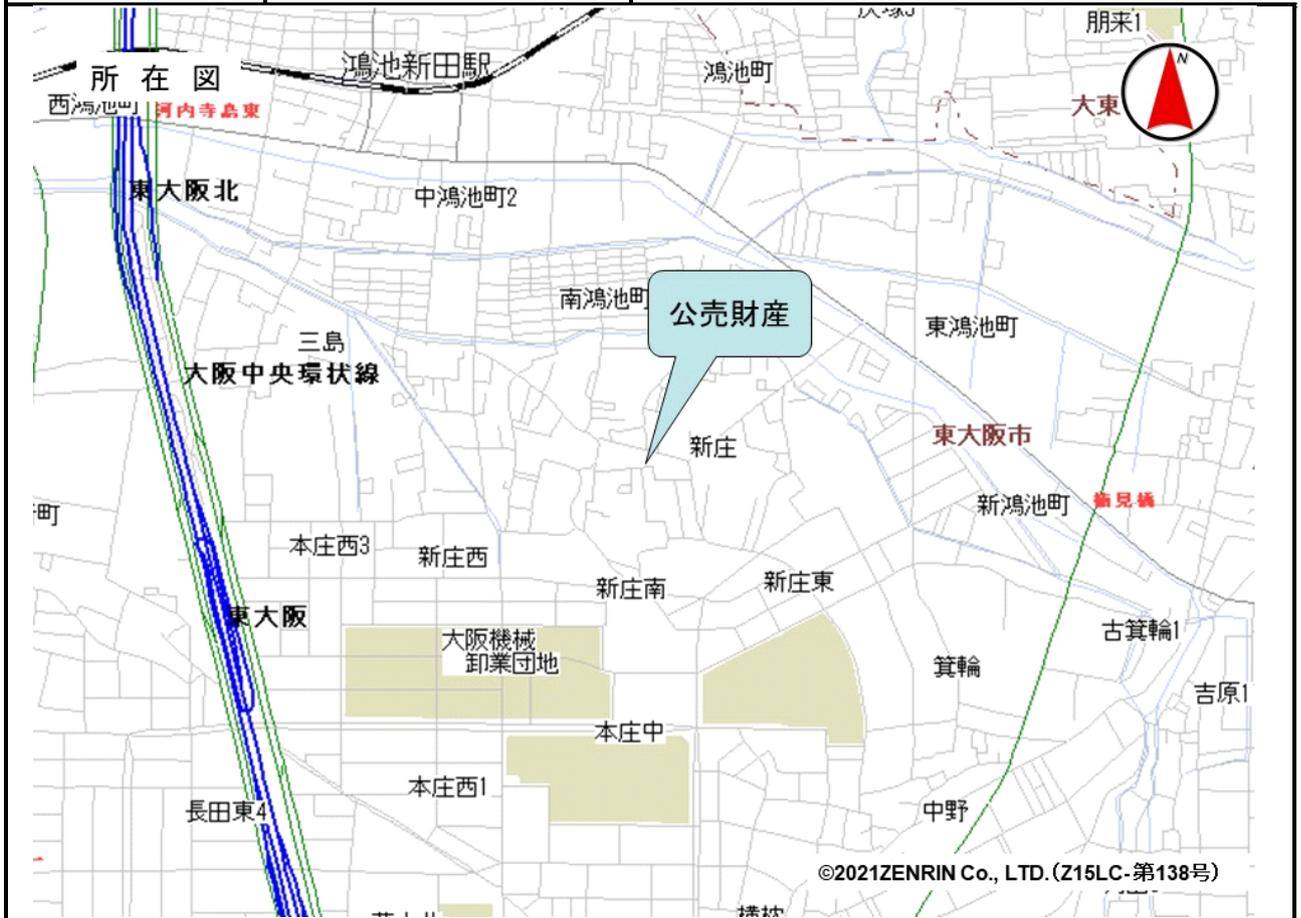 朋来1
N
所在図
鴻池新田駅
鴻池町
西鴻池町
河内寺島東
大東
東大阪北
中鴻池町2
南鴻池町
公売財産
東鴻池町
三島
大阪中央環状線
新庄
東大阪市
新鴻池町
本庄西3
新庄西
新庄南
新庄東
東大阪
大阪機械
卸業団地
古箕輪1
箕輪
吉原1
本庄中
本庄西1
長田東4
中野
©2021ZENRIN Co., LTD.(Z15LC-第138号)